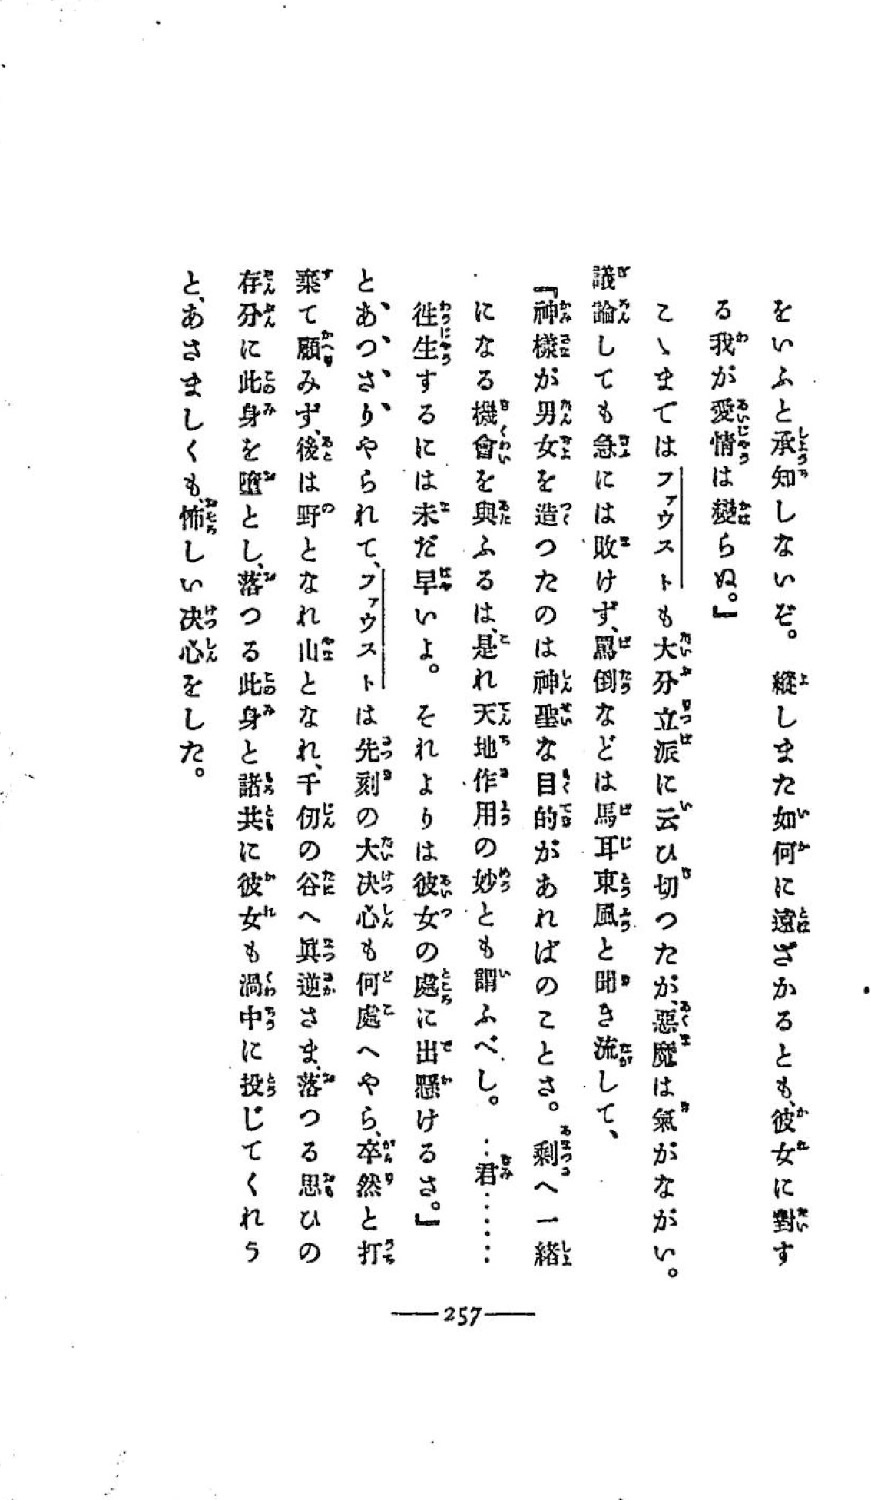 をいふと承知しないぞ。縱しまた如何に遠ざかるとも、彼女に對す
る我が愛情は變らぬ。』
こゝまではファウストも大分立派に云ひ切つたが、惡魔は氣がながい。
議論しても急には敗けず、罵倒などは馬耳東風と聞き流して、
『神樣が男女を造つたのは神聖な目的があればのことさ。剩へ一緒
になる機會を與ふるは、是れ天地作用の妙とも謂ふべし。…君……
徃生するには未だ早いよ。それよりは彼女の處に出懸けるさ。』
と、あつさりやられて、ファウストは先刻の大决心も何處へやら、卒然と打
棄て顧みず、後は野となれ山となれ、千仞の谷へ眞逆さま、落つる思ひの
存分に此身を墮とし、落つる此身と諸共に彼女も渦中に投じてくれう
と、あさましくも、怖しい决心をした。
257